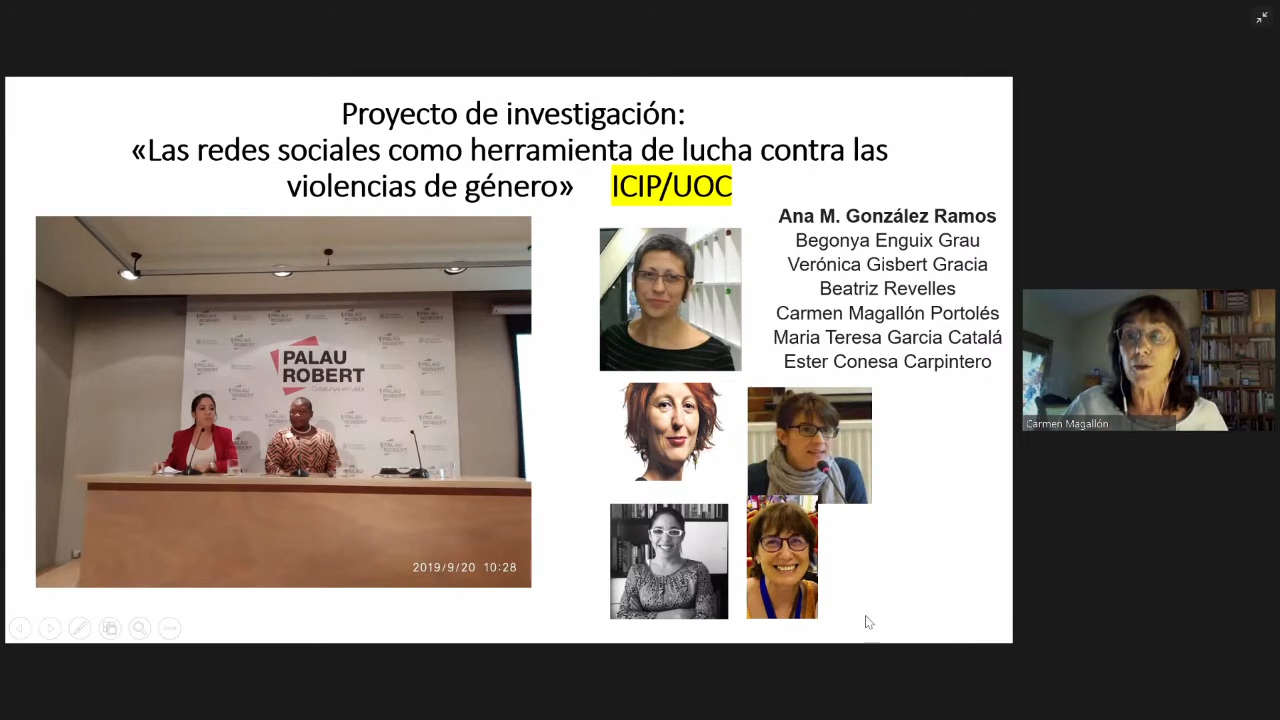 Proyecto de investigación:
«Las redes sociales como herramienta de lucha contra las
violencias de género» ICIP/UOC
Ana M. González Ramos
Begonya Enguix Grau
Verónica Gisbert Gracia
Beatriz Revelles
Carmen Magallón Portolés
Maria Teresa Garcia Catalá
Ester Conesa Carpintero
PALAU
ROBERT
2019/9/20 10:28
Carmen Magallón